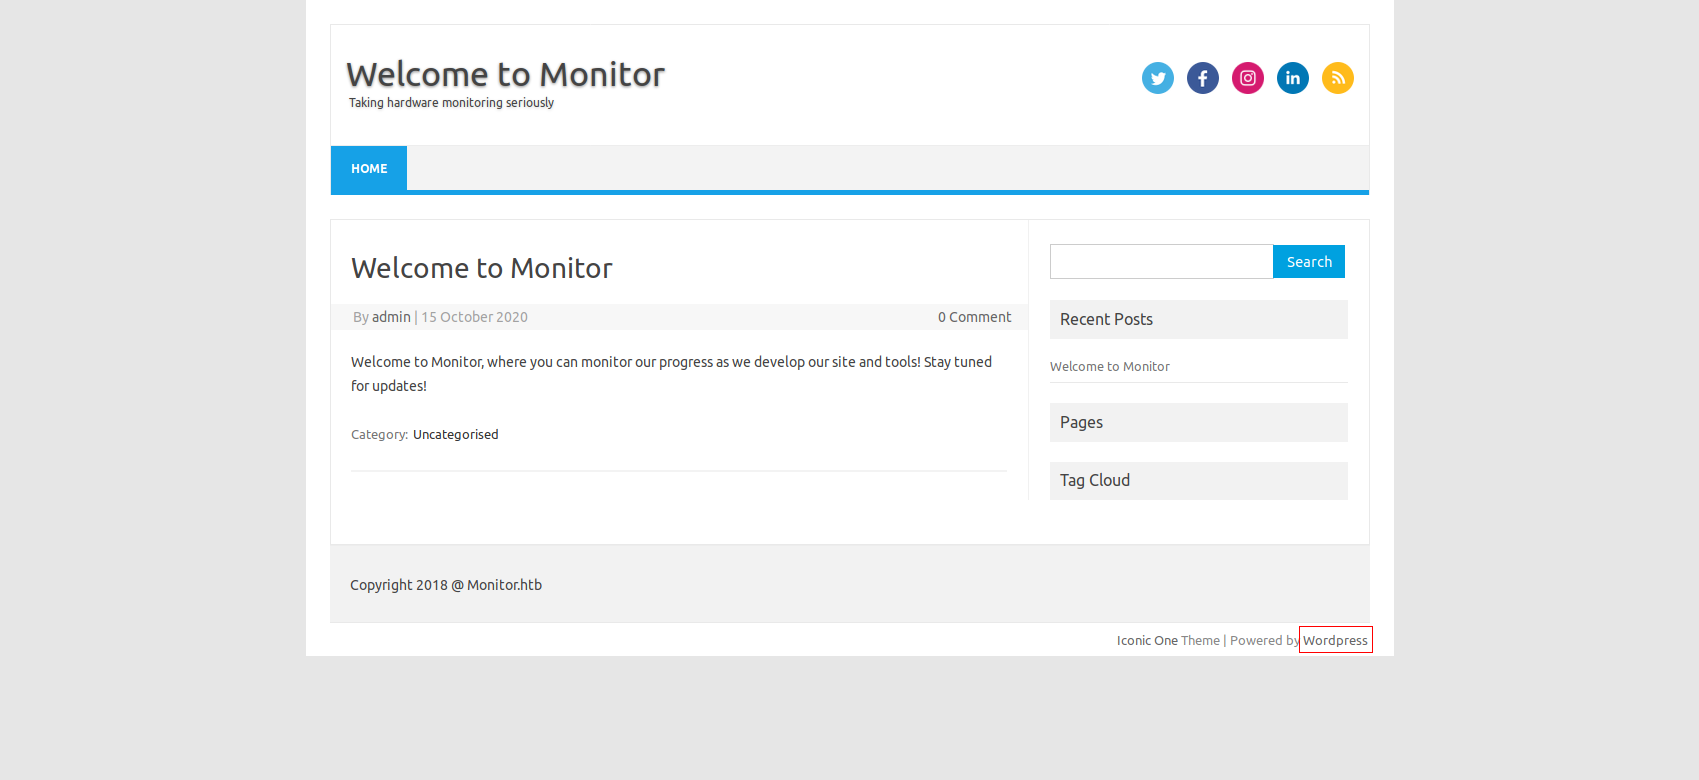 Welcome to Monitor
Taking hardware monitoring seriously
HOME
Welcome to Monitor
By admin | 15 October 2020
0 Comment
Welcome to Monitor, where you can monitor our progress as we develop our site and tools! Stay tuned
for updates!
Category: Uncategorised
Search
Recent Posts
Welcome to Monitor
Pages
Tag Cloud
Copyright 2018 @ Monitor.htb
Iconic One Theme | Powered by Wordpress